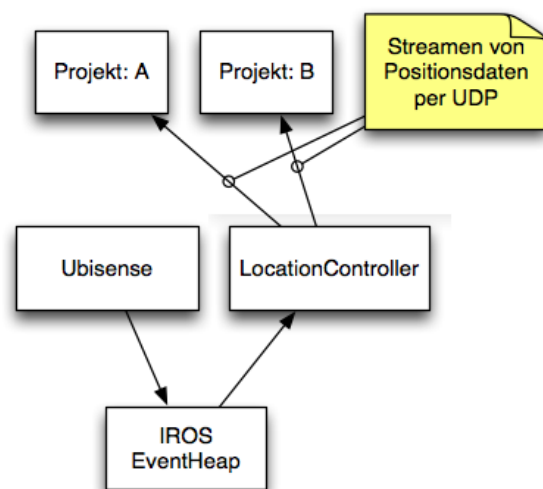 Projekt: A
Projekt: B
Streamen von
Positionsdaten
per UDP
Ubisense
LocationController
IROS
EventHeap